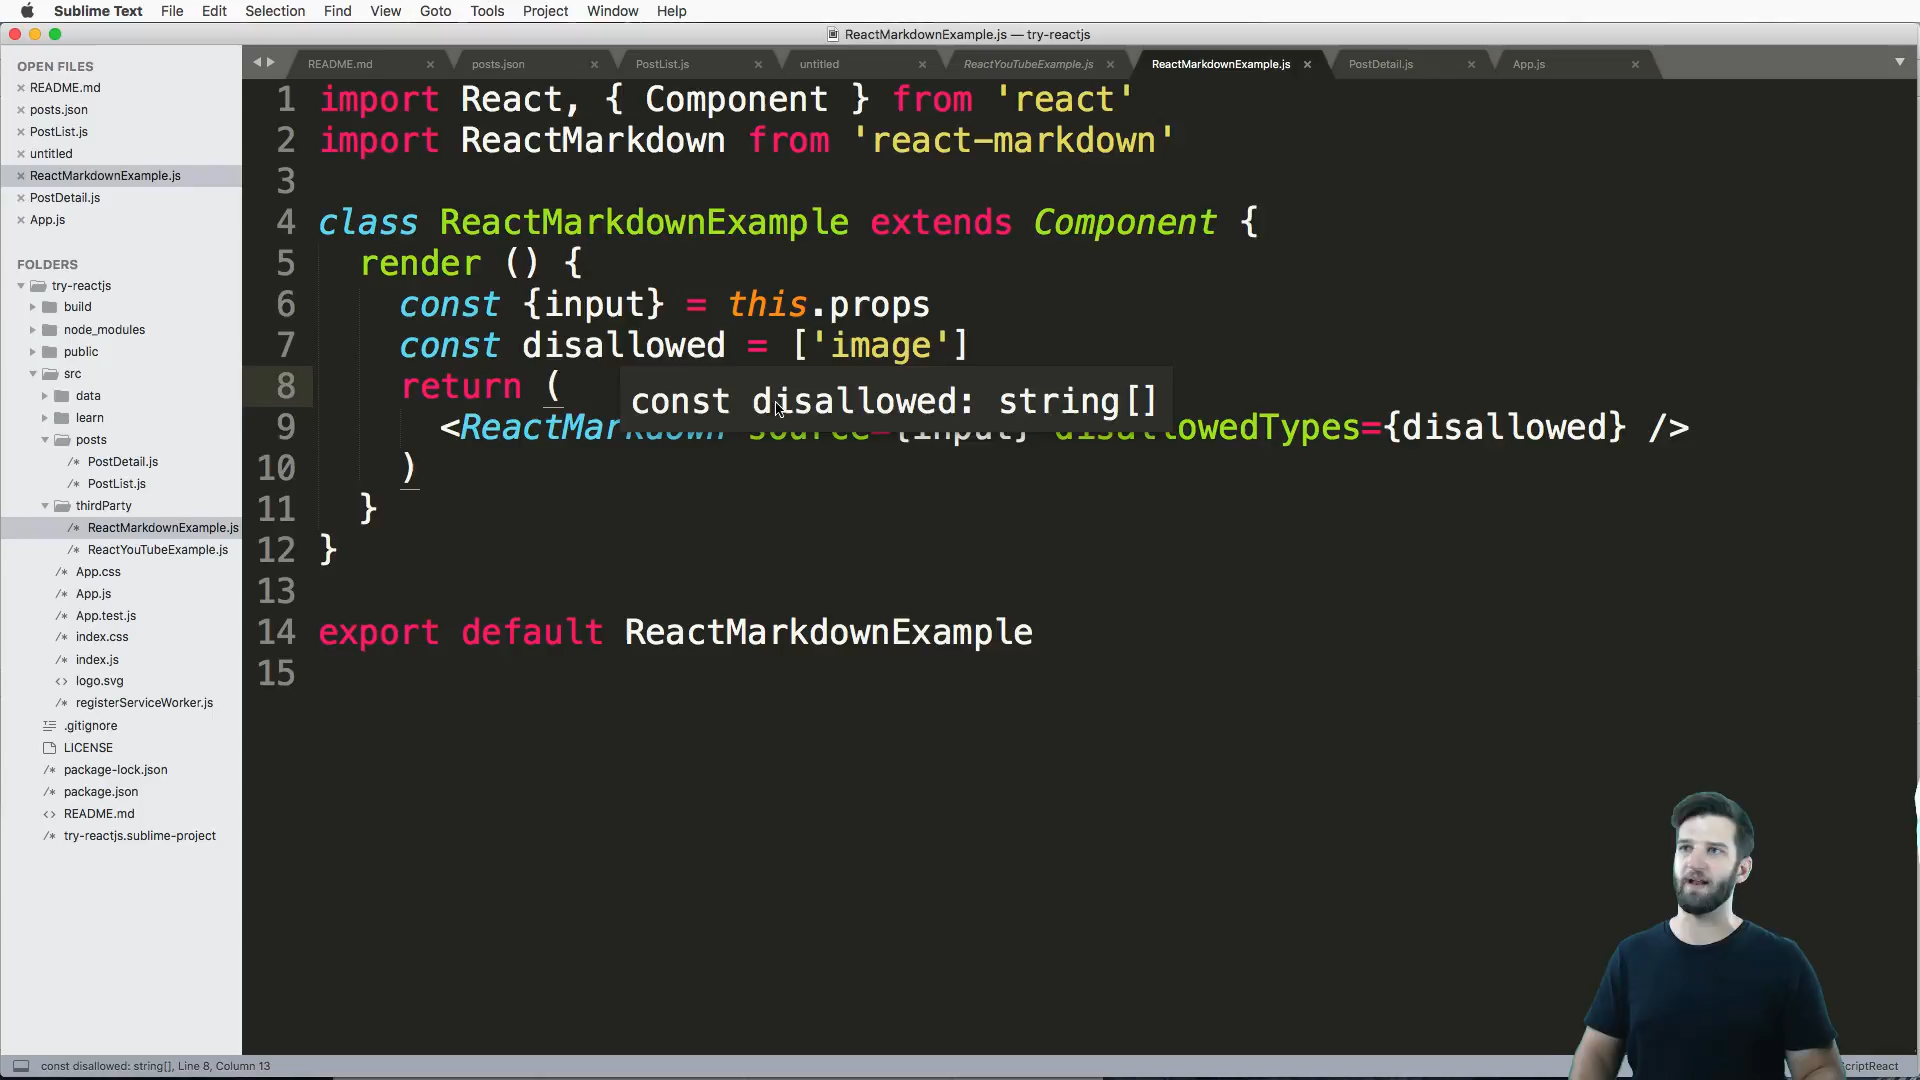 Sublime Text File Edit Selection Find View Goto Tools Project Window Help
ReactMarkdownExample.js — try-reactjs
OPEN FILES
README.md
posts.json
PostList.js
untitled
ReactMarkdownExample.js
PostDetail.js
App.js
FOLDERS
try-reactjs
build
node_modules
public
src
data
learn
posts
/* PostDetail.js
/* PostList.js
thirdParty
/* ReactMarkdownExample.js
/* ReactYouTubeExample.js
/* App.css
/* App.js
/* App.test.js
/* index.css
/* index.js
<> logo.svg
/* registerServiceWorker.js
.gitignore
LICENSE
/* package-lock.json
/* package.json
<> README.md
/* try-reactjs.sublime-project
README.md posts.json PostList.js untitled ReactYouTubeExample.js ReactMarkdownExample.js PostDetail.js App.js
1 import React, { Component } from 'react'
2 import ReactMarkdown from 'react-markdown'
3
4 class ReactMarkdownExample extends Component {
5 render () {
6 const {input} = this.props
7 const disallowed = ['image']
8 return (
const disallowed: string[]
9 <ReactMarkdown source={input} disallowedTypes={disallowed} />
10 )
11 }
12 }
13
14 export default ReactMarkdownExample
15
const disallowed: string[], Line 8, Column 13
criptReact